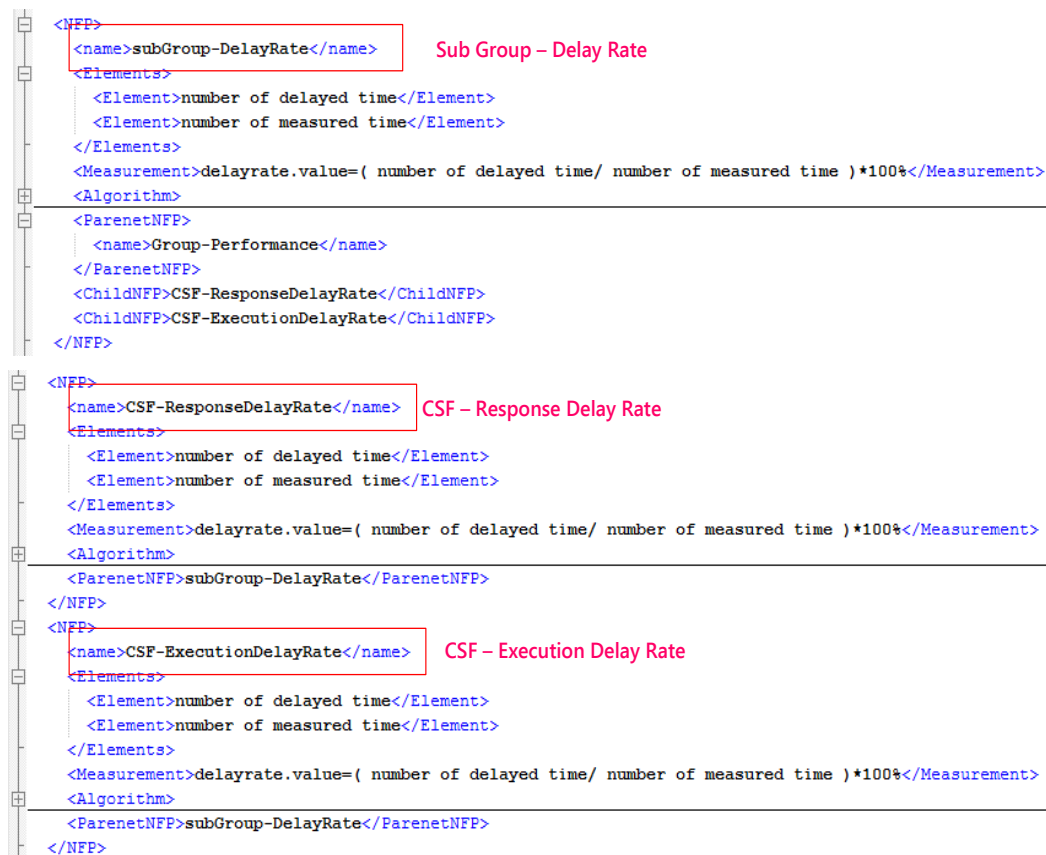 <NFP>
<name>subGroup-DelayRate</name> Sub Group – Delay Rate
<Elements>
<Element>number of delayed time</Element>
<Element>number of measured time</Element>
</Elements>
<Measurement>delayrate.value=( number of delayed time/ number of measured time )*100%</Measurement>
<Algorithm>
<ParenetNFP>
<name>Group-Performance</name>
</ParenetNFP>
<ChildNFP>CSF-ResponseDelayRate</ChildNFP>
<ChildNFP>CSF-ExecutionDelayRate</ChildNFP>
</NFP>
<NFP>
<name>CSF-ResponseDelayRate</name> CSF – Response Delay Rate
<Elements>
<Element>number of delayed time</Element>
<Element>number of measured time</Element>
</Elements>
<Measurement>delayrate.value=( number of delayed time/ number of measured time )*100%</Measurement>
<Algorithm>
<ParenetNFP>subGroup-DelayRate</ParenetNFP>
</NFP>
<NFP>
<name>CSF-ExecutionDelayRate</name> CSF – Execution Delay Rate
<Elements>
<Element>number of delayed time</Element>
<Element>number of measured time</Element>
</Elements>
<Measurement>delayrate.value=( number of delayed time/ number of measured time )*100%</Measurement>
<Algorithm>
<ParenetNFP>subGroup-DelayRate</ParenetNFP>
</NFP>